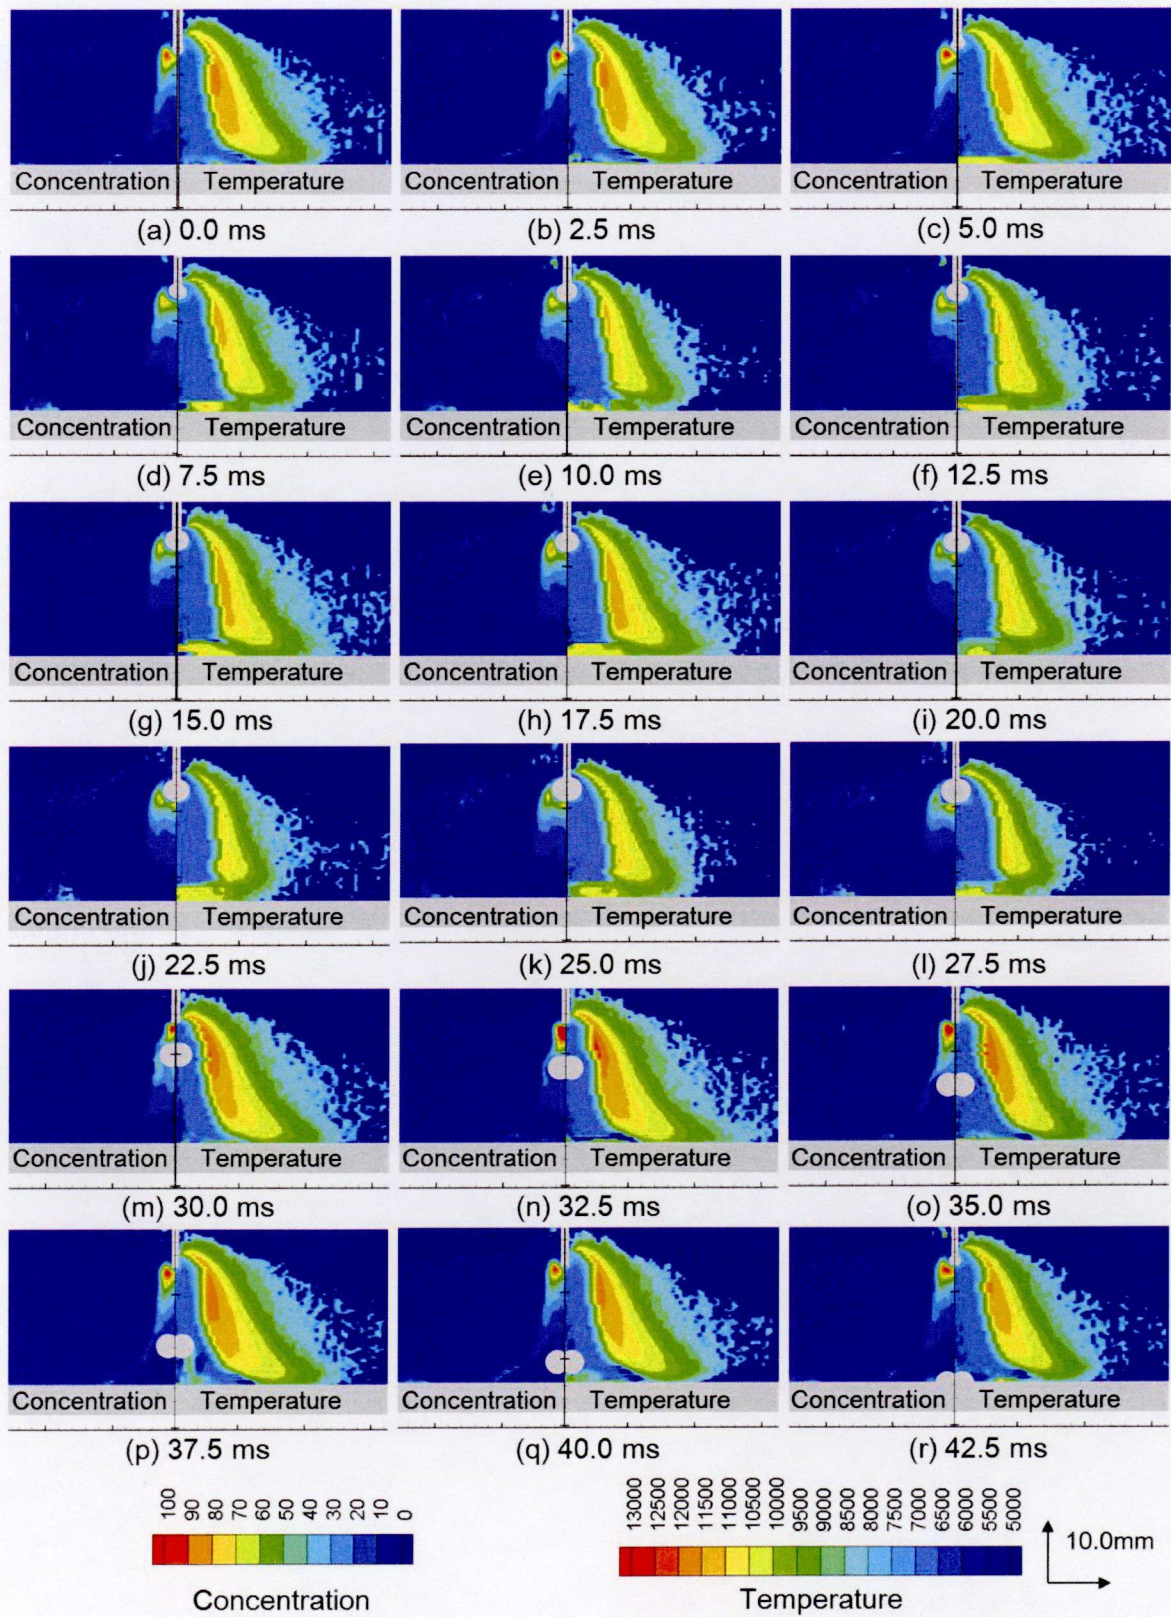 Concentration Temperature Concentration Temperature Concentration Temperature
(a) 0.0 ms (b) 2.5 ms (c) 5.0 ms
Concentration Temperature Concentration Temperature Concentration Temperature
(d) 7.5 ms (e) 10.0 ms (f) 12.5 ms
Concentration Temperature Concentration Temperature Concentration Temperature
(g) 15.0 ms (h) 17.5 ms (i) 20.0 ms
Concentration Temperature Concentration Temperature Concentration Temperature
(j) 22.5 ms (k) 25.0 ms (l) 27.5 ms
Concentration Temperature Concentration Temperature Concentration Temperature
(m) 30.0 ms (n) 32.5 ms (o) 35.0 ms
Concentration Temperature Concentration Temperature Concentration Temperature
(p) 37.5 ms (q) 40.0 ms (r) 42.5 ms
100 90 80 70 60 50 40 30 20 10 0
13000 12500 12000 11500 11000 10500 10000 9500 9000 8500 8000 7500 7000 6500 5500 5000
10.0mm
Concentration Temperature